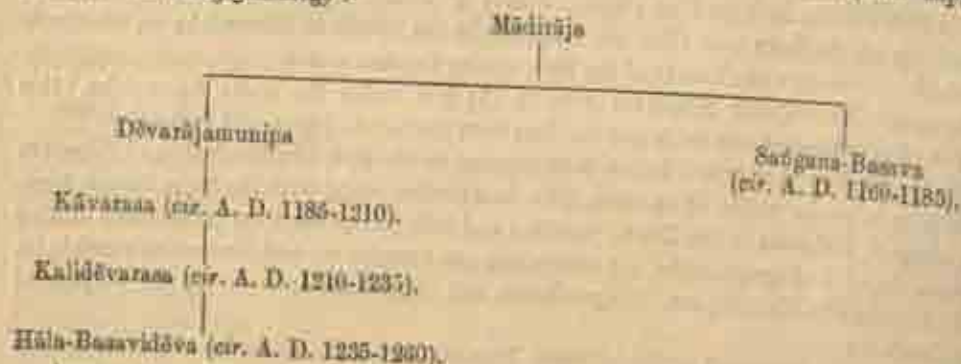 Mādirāja
Dēvarājamunipa
Saṅgana-Basava
(cir. A. D. 1160-1185).
Kāvarasa (cir. A. D. 1185-1210).
Kalidēvarasa (cir. A. D. 1210-1235).
Hāla-Basavidēva (cir. A. D. 1235-1260).